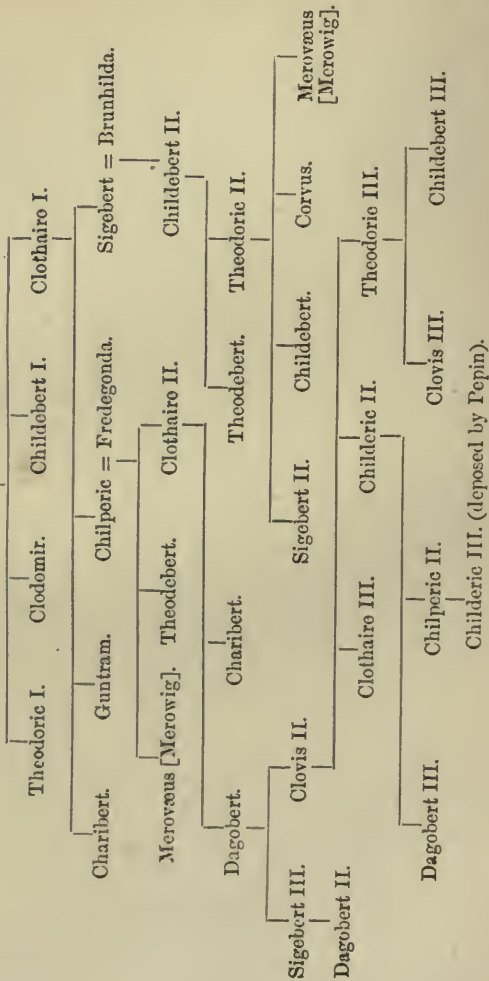 Theodoric I. Clodomir. Childebert I. Clothaire I.
Charibert. Guntram. Chilperic = Fredegonda. Sigebert = Brunhilda.
Merovæus [Merowig]. Theodebert. Clothaire II. Childebert II.
Dagobert. Charibert. Theodebert. Theodoric II.
Sigebert III. Clovis II. Sigebert II. Childebert. Corvus. Merovæus
[Merowig].
Dagobert II. Clothaire III. Childeric II. Theodoric III.
Dagobert III. Chilperic II. Clovis III. Childebert III.
Childeric III. (deposed by Pepin).